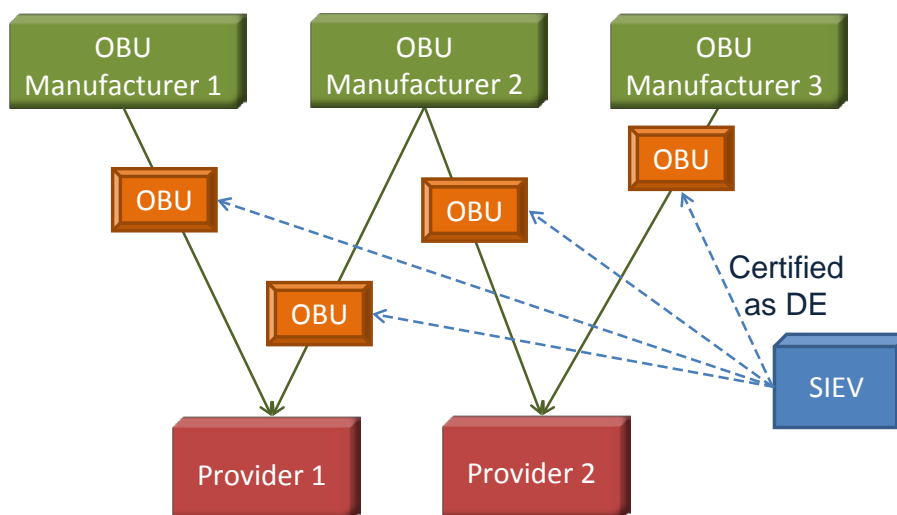 OBU
Manufacturer 1
OBU
Manufacturer 2
OBU
Manufacturer 3
OBU
OBU
OBU
OBU
Certified
as DE
SIEV
Provider 1
Provider 2